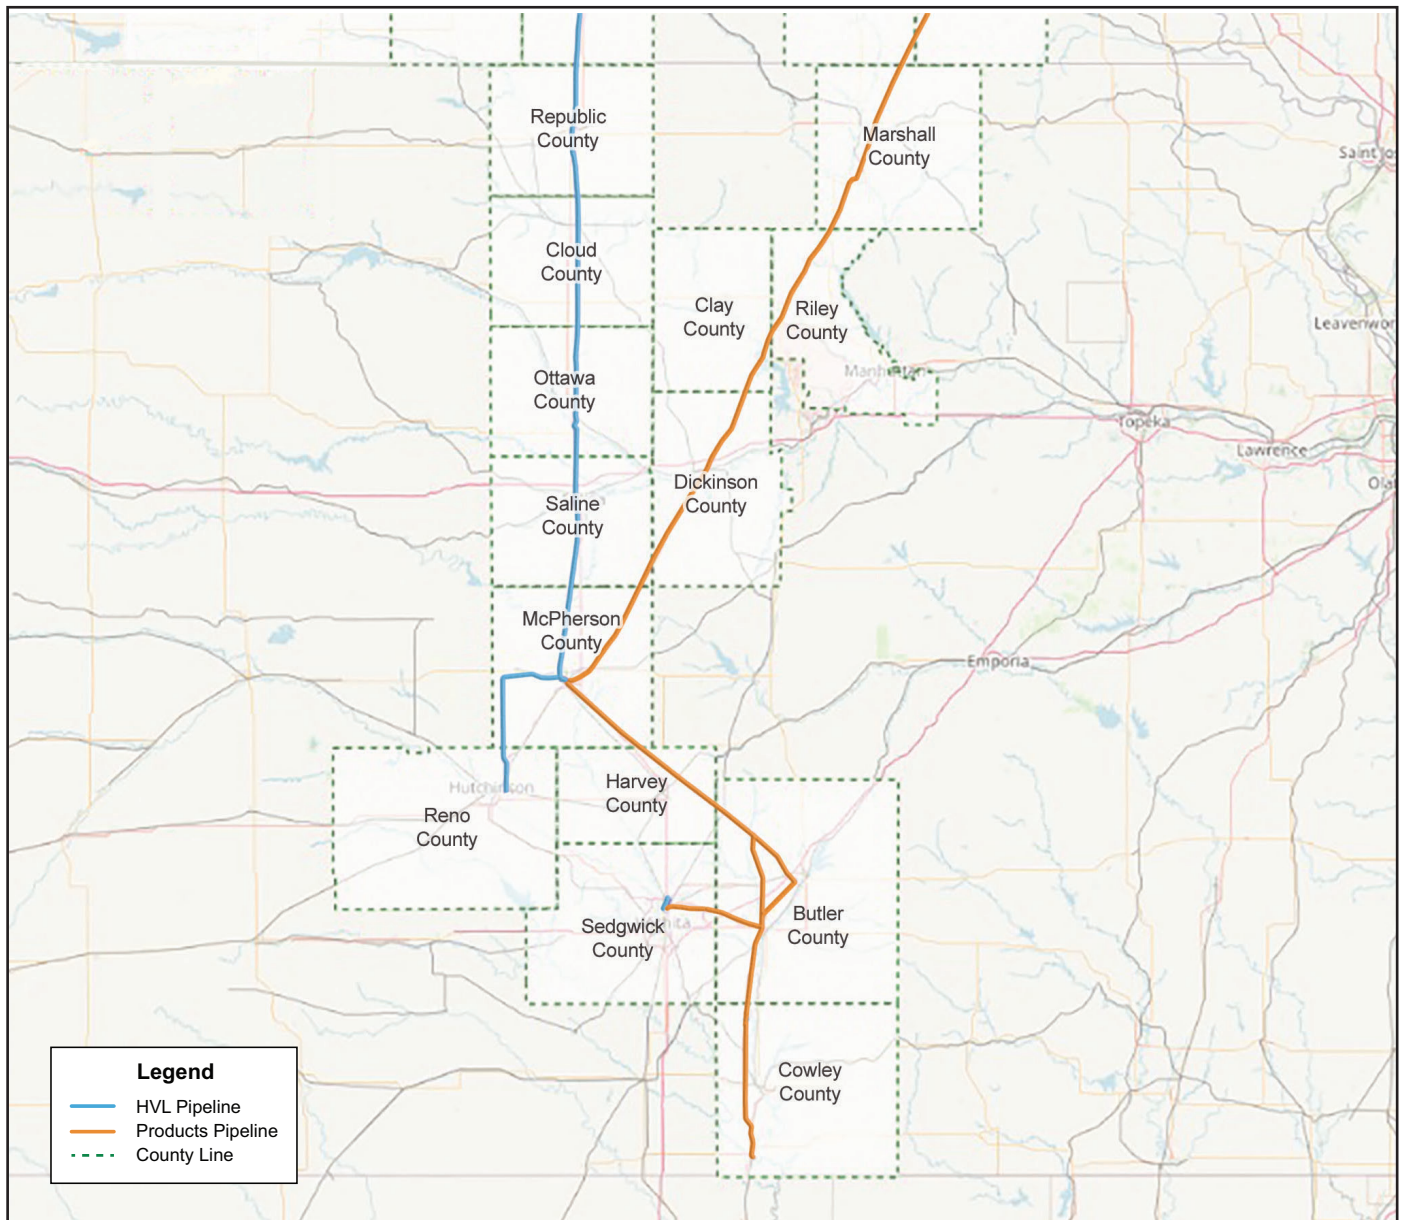 Republic
County
Marshall
County
Saint Jos
Cloud
County
Clay
County
Riley
County
Leavenwor
Ottawa
County
Manhattan
Topeka
Lawrence
Dickinson
County
Olat
Saline
County
McPherson
County
Emporia
Harvey
County
Hutchinson
Reno
County
Sedgwick
County
Butler
County
Cowley
County
Legend
HVL Pipeline
Products Pipeline
County Line